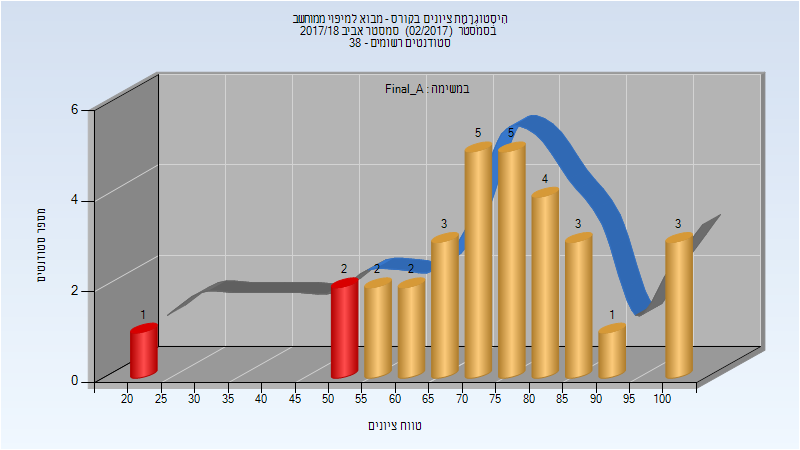 היסטוגרמת ציונים בקורס - מבוא למיפוי ממוחשב
בסמסטר (02/2017) סמסטר אביב 2017/18
סטודנטים רשומים - 38
במשימה : Final_A
מספר סטודנטים
6
4
2
0
1
2
2
2
3
5
5
4
3
1
3
20 25 30 35 40 45 50 55 60 65 70 75 80 85 90 95 100
טווח ציונים